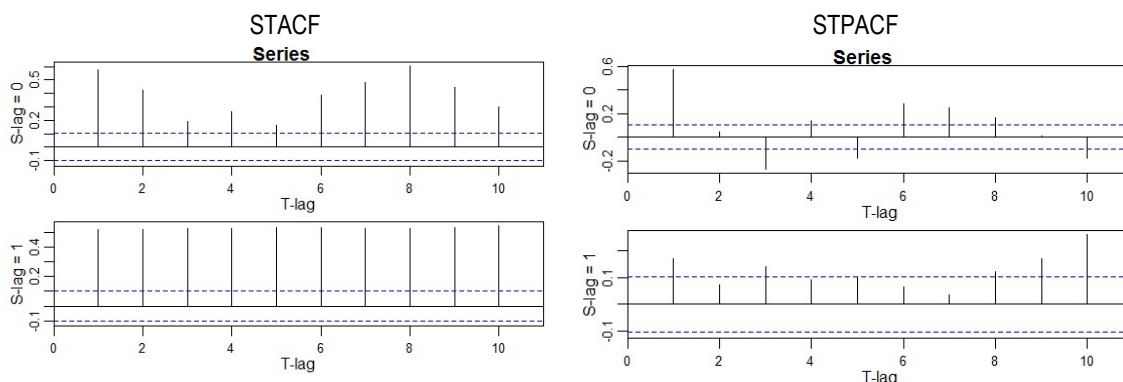 STACF
Series
S-lag = 0
-0.1 0.2 0.5
0 2 4 6 8 10
T-lag
S-lag = 1
-0.1 0.2 0.4
0 2 4 6 8 10
T-lag
STPACF
Series
S-lag = 0
-0.2 0.2 0.6
0 2 4 6 8 10
T-lag
S-lag = 1
-0.1 0.1
0 2 4 6 8 10
T-lag